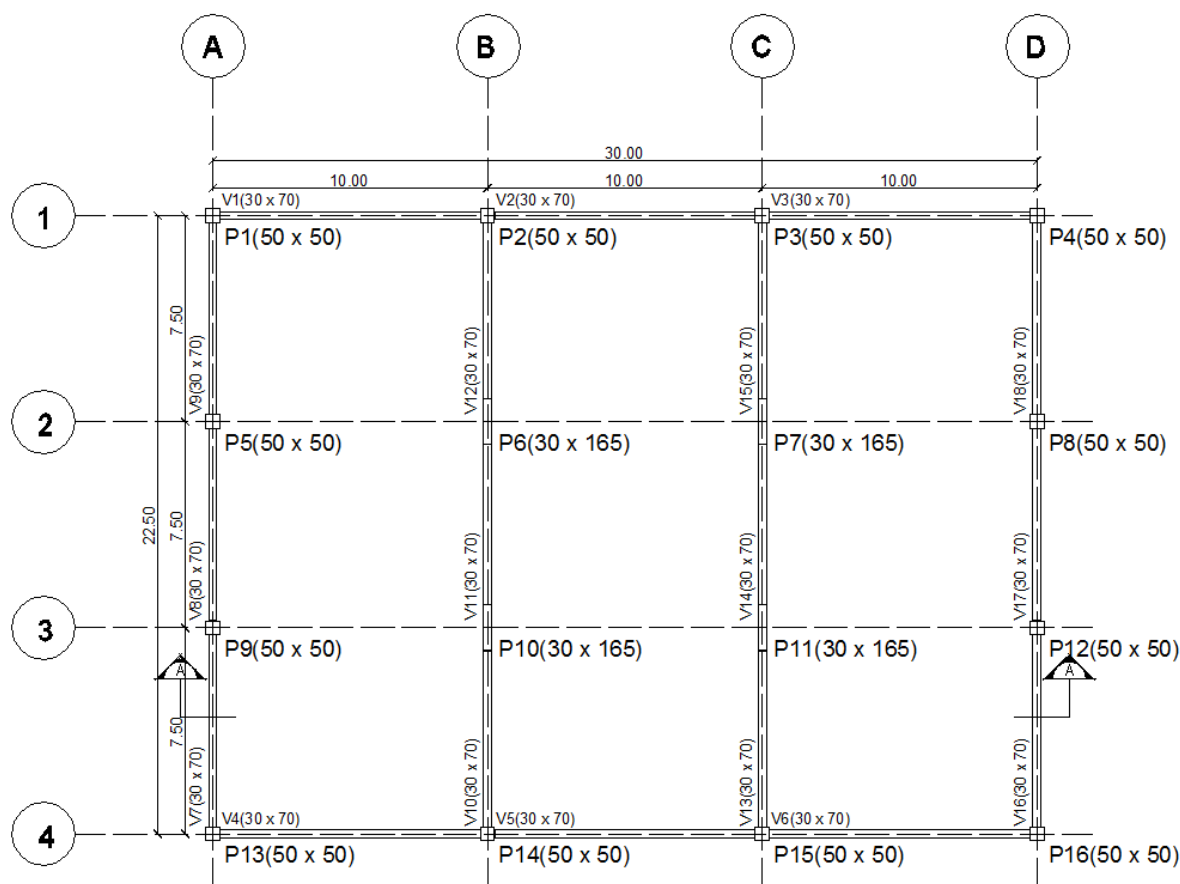 A
B
C
D
30.00
10.00
10.00
10.00
V1(30 x 70)
V2(30 x 70)
V3(30 x 70)
1
P1(50 x 50)
P2(50 x 50)
P3(50 x 50)
P4(50 x 50)
7.50
V9(30 x 70)
V12(30 x 70)
V15(30 x 70)
V18(30 x 70)
2
P5(50 x 50)
P6(30 x 165)
P7(30 x 165)
P8(50 x 50)
22.50
7.50
V8(30 x 70)
V11(30 x 70)
V14(30 x 70)
V17(30 x 70)
3
P9(50 x 50)
P10(30 x 165)
P11(30 x 165)
P12(50 x 50)
A
A
7.50
V7(30 x 70)
V10(30 x 70)
V13(30 x 70)
V16(30 x 70)
V4(30 x 70)
V5(30 x 70)
V6(30 x 70)
4
P13(50 x 50)
P14(50 x 50)
P15(50 x 50)
P16(50 x 50)